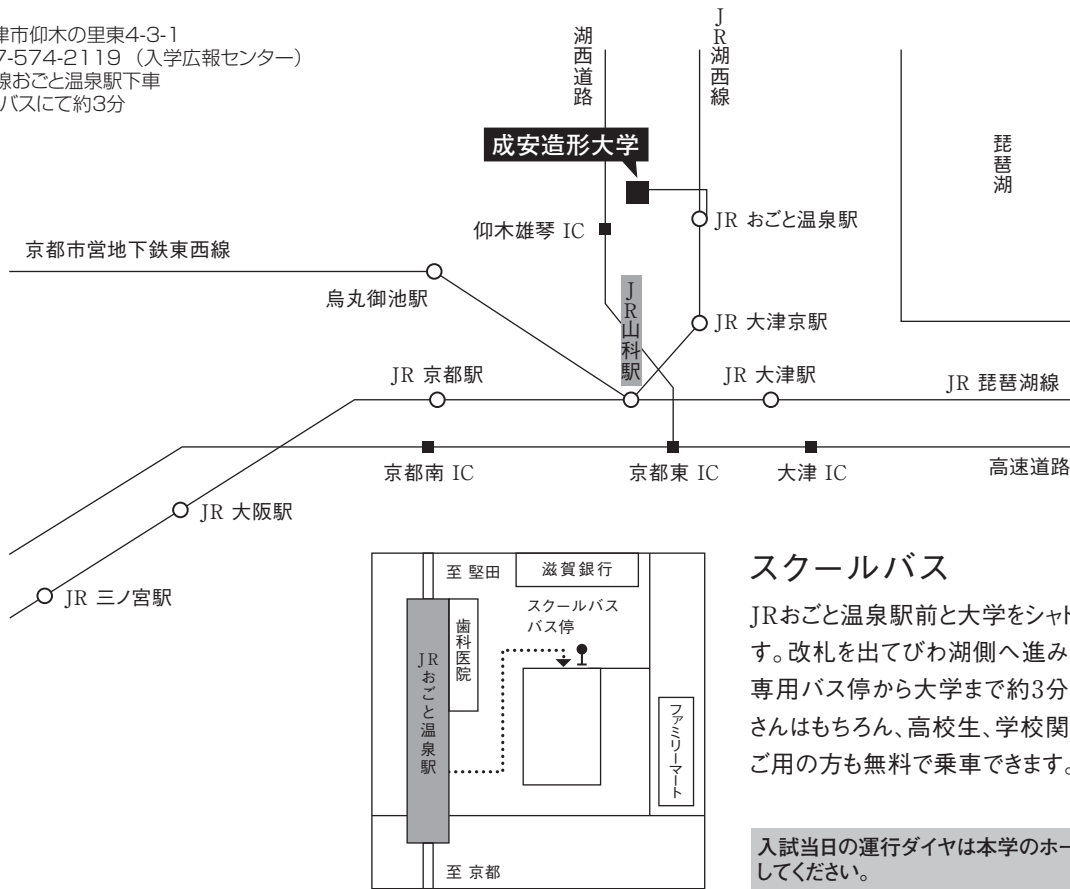 津市仰木の里東4-3-1
7-574-2119 （入学広報センター）
線おごと温泉駅下車
バスにて約3分
湖西道路
JR湖西線
琵琶湖
成安造形大学
仰木雄琴 IC
JR おごと温泉駅
京都市営地下鉄東西線
烏丸御池駅
JR山科駅
JR 大津京駅
JR 京都駅
JR 大津駅
JR 琵琶湖線
京都南 IC
京都東 IC
大津 IC
高速道路
JR 大阪駅
JR 三ノ宮駅
至 堅田
滋賀銀行
スクールバス
バス停
歯科医院
JRおごと温泉駅
ファミリーマート
至 京都
スクールバス
JRおごと温泉駅前と大学をシャト
す。改札を出てびわ湖側へ進み
専用バス停から大学まで約3分
さんはもちろん、高校生、学校関
ご用の方も無料で乗車できます。
入試当日の運行ダイヤは本学のホー
してください。